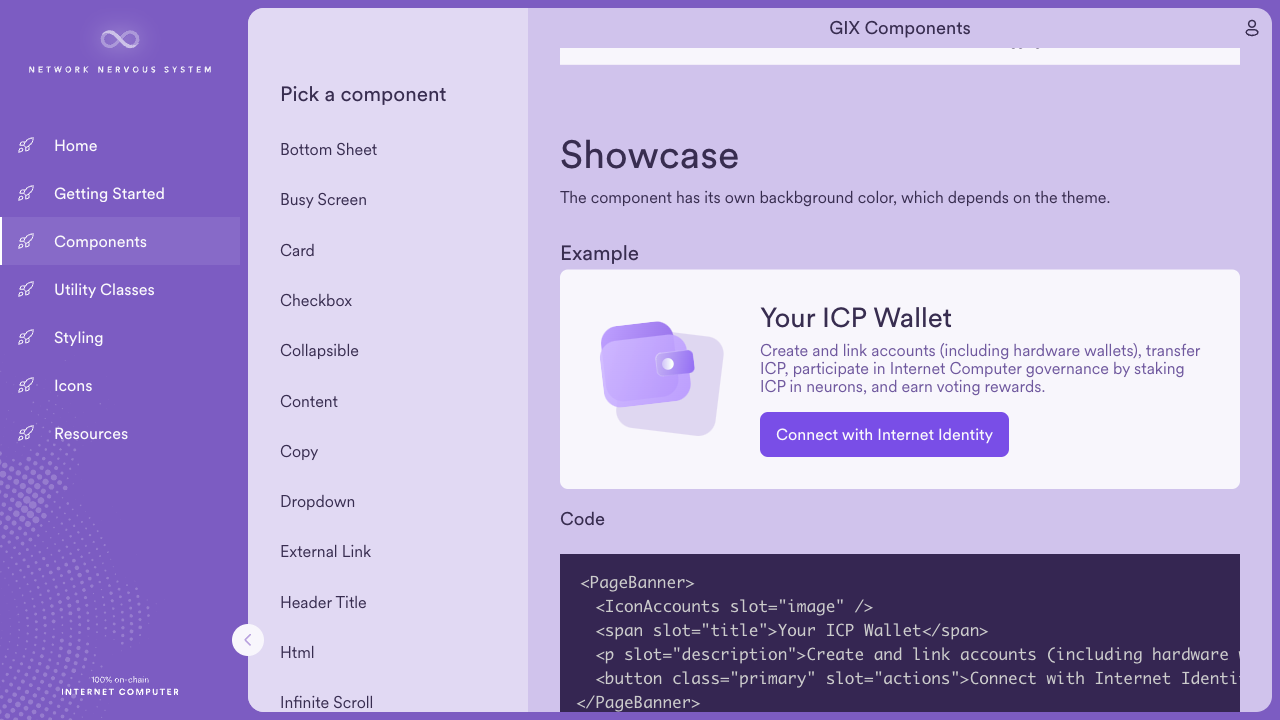 NETWORK NERVOUS SYSTEM
Home
Getting Started
Components
Utility Classes
Styling
Icons
Resources
100% on-chain
INTERNET COMPUTER
Pick a component
Bottom Sheet
Busy Screen
Card
Checkbox
Collapsible
Content
Copy
Dropdown
External Link
Header Title
Html
Infinite Scroll
GIX Components
Showcase
The component has its own backbground color, which depends on the theme.
Example
Your ICP Wallet
Create and link accounts (including hardware wallets), transfer
ICP, participate in Internet Computer governance by staking
ICP in neurons, and earn voting rewards.
Connect with Internet Identity
Code
<PageBanner>
<IconAccounts slot="image" />
<span slot="title">Your ICP Wallet</span>
<p slot="description">Create and link accounts (including hardware
<button class="primary" slot="actions">Connect with Internet Identi
</PageBanner>